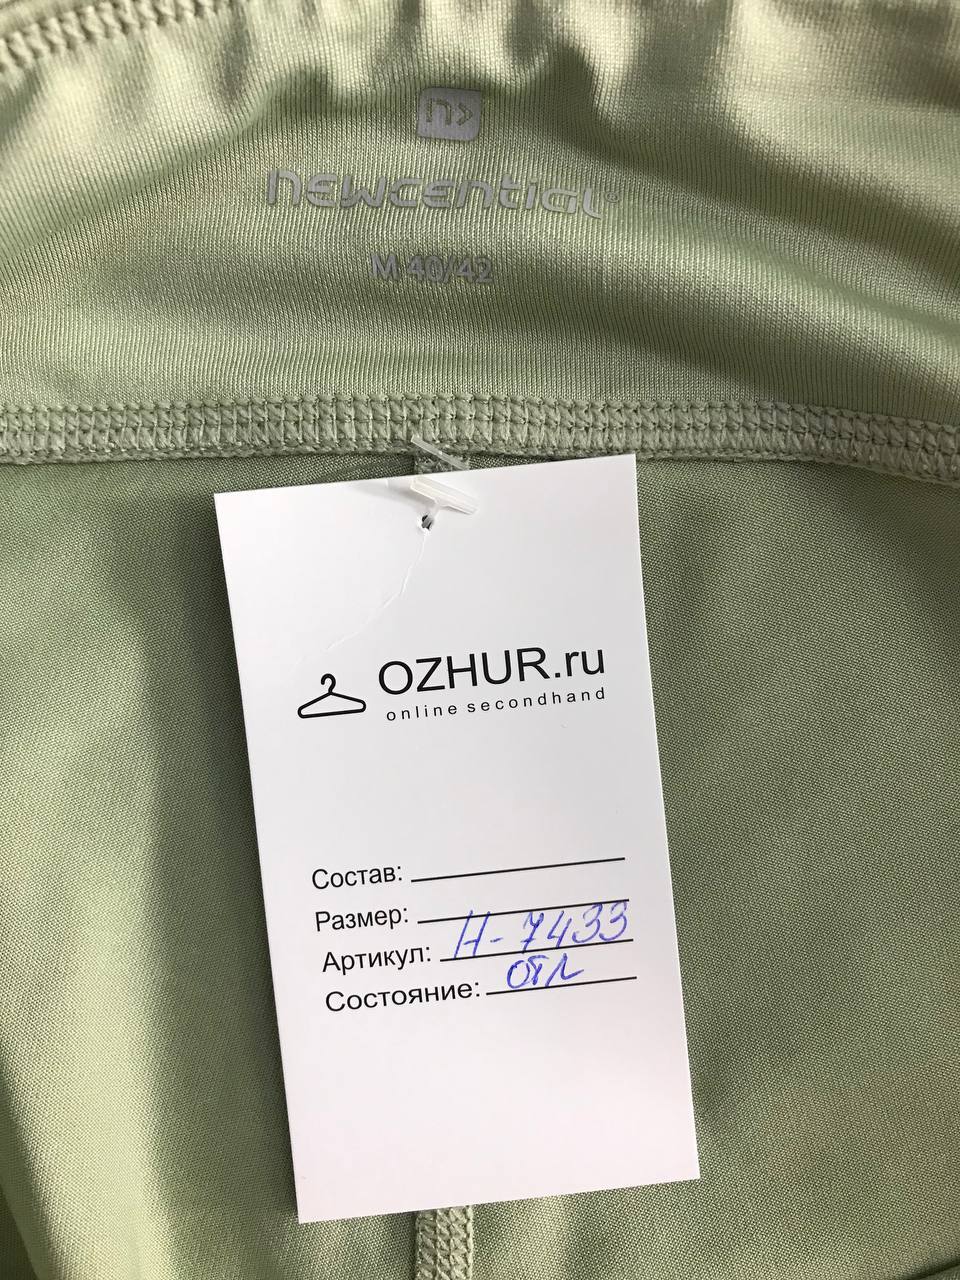 n>
newcential®
M 40/42
OZHUR.ru
online secondhand
Состав:
Размер:
Артикул: Н-7433
Состояние: отл